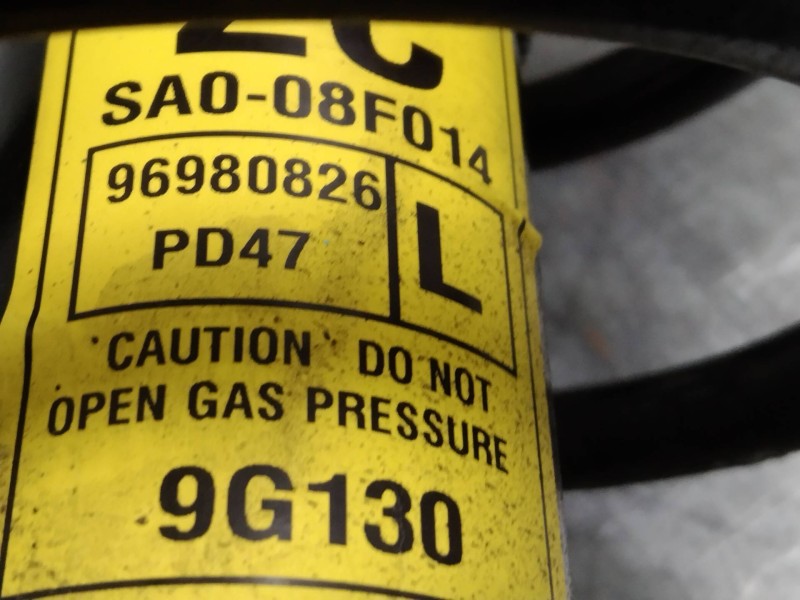 SA0-08F014
96980826
PD47
L
CAUTION DO NOT
OPEN GAS PRESSURE
9G130